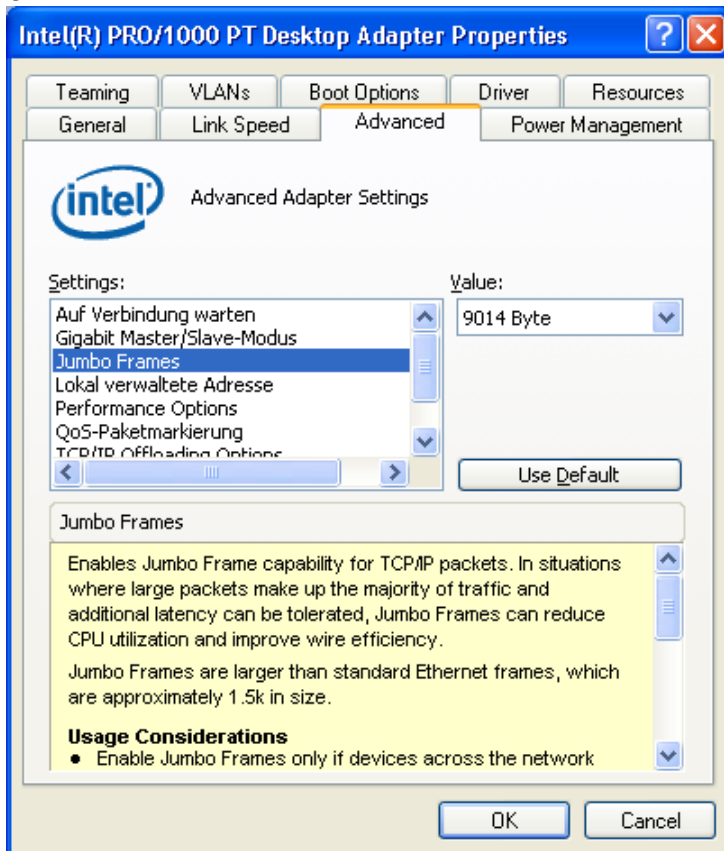 Intel(R) PRO/1000 PT Desktop Adapter Properties
Teaming VLANs Boot Options Driver Resources
General Link Speed Advanced Power Management
intel Advanced Adapter Settings
Settings: Value:
Auf Verbindung warten 9014 Byte
Gigabit Master/Slave-Modus
Jumbo Frames
Lokal verwaltete Adresse
Performance Options
QoS-Paketmarkierung
TCP/IP Offloading Options
Use Default
Jumbo Frames
Enables Jumbo Frame capability for TCP/IP packets. In situations
where large packets make up the majority of traffic and
additional latency can be tolerated, Jumbo Frames can reduce
CPU utilization and improve wire efficiency.
Jumbo Frames are larger than standard Ethernet frames, which
are approximately 1.5k in size.
Usage Considerations
• Enable Jumbo Frames only if devices across the network
OK Cancel